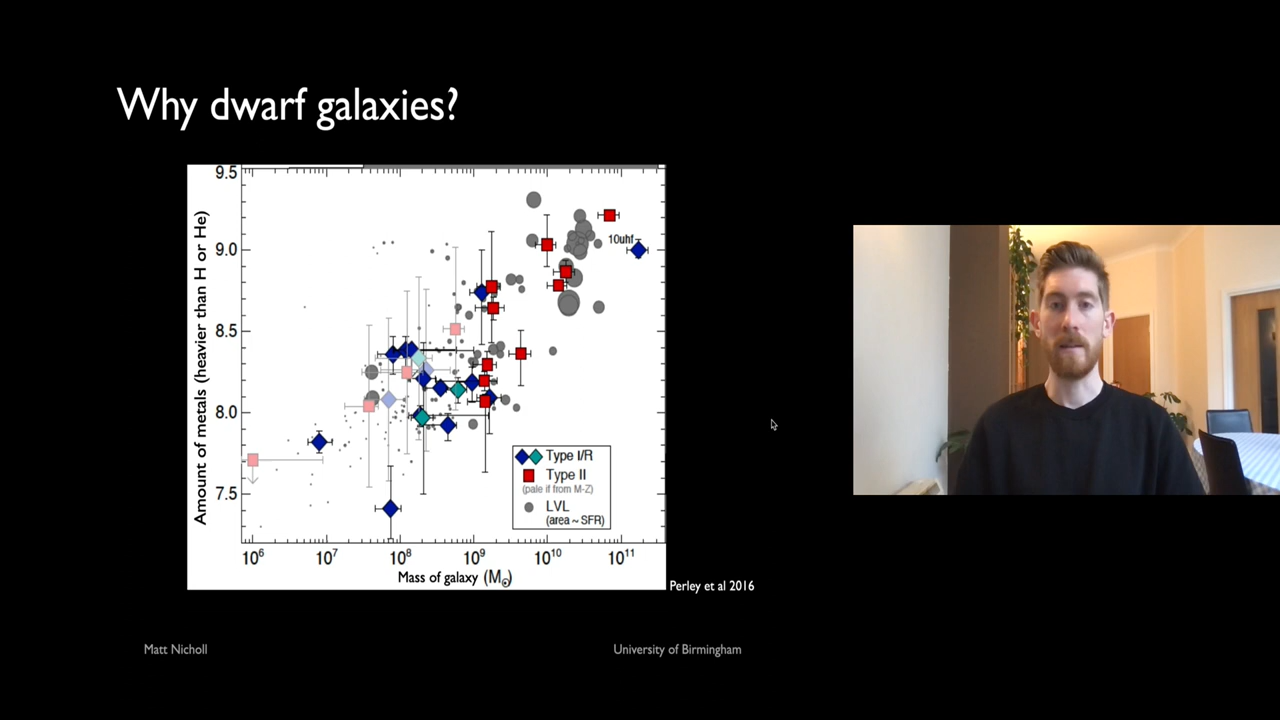 Why dwarf galaxies?
9.5
9.0
8.5
8.0
7.5
Amount of metals (heavier than H or He)
10uhf
Type I/R
Type II
(pale if from M-Z)
LVL
(area ~ SFR)
10⁶ 10⁷ 10⁸ 10⁹ 10¹⁰ 10¹¹
Mass of galaxy (M☉)
Perley et al 2016
Matt Nicholl
University of Birmingham